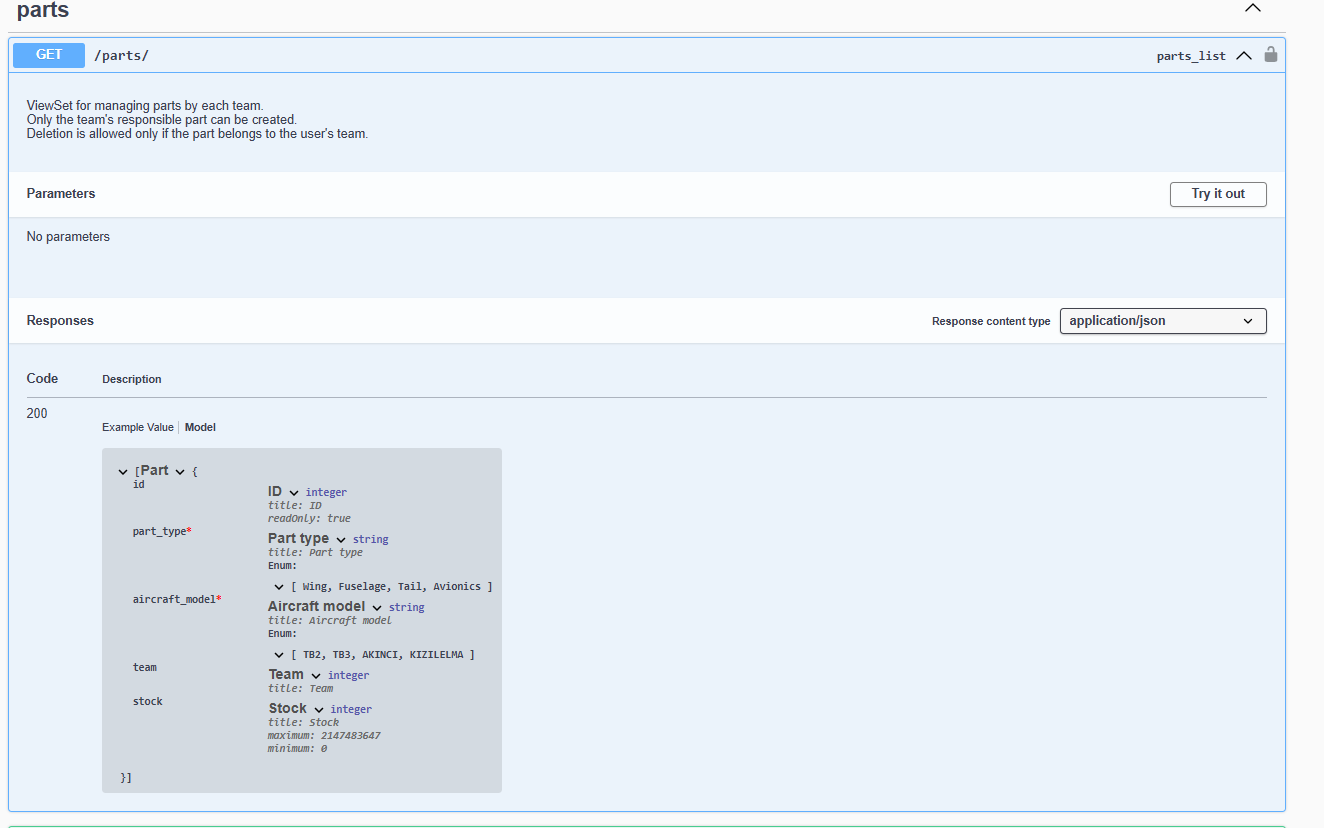 parts
GET /parts/ parts_list
ViewSet for managing parts by each team.
Only the team's responsible part can be created.
Deletion is allowed only if the part belongs to the user's team.
Parameters Try it out
No parameters
Responses Response content type application/json
Code Description
200
Example Value Model
[Part {
id
ID integer
title: ID
readOnly: true
part_type*
Part type string
title: Part type
Enum:
[ Wing, Fuselage, Tail, Avionics ]
aircraft_model*
Aircraft model string
title: Aircraft model
Enum:
[ TB2, TB3, AKINCI, KIZILELMA ]
team
Team integer
title: Team
stock
Stock integer
title: Stock
maximum: 2147483647
minimum: 0
}]